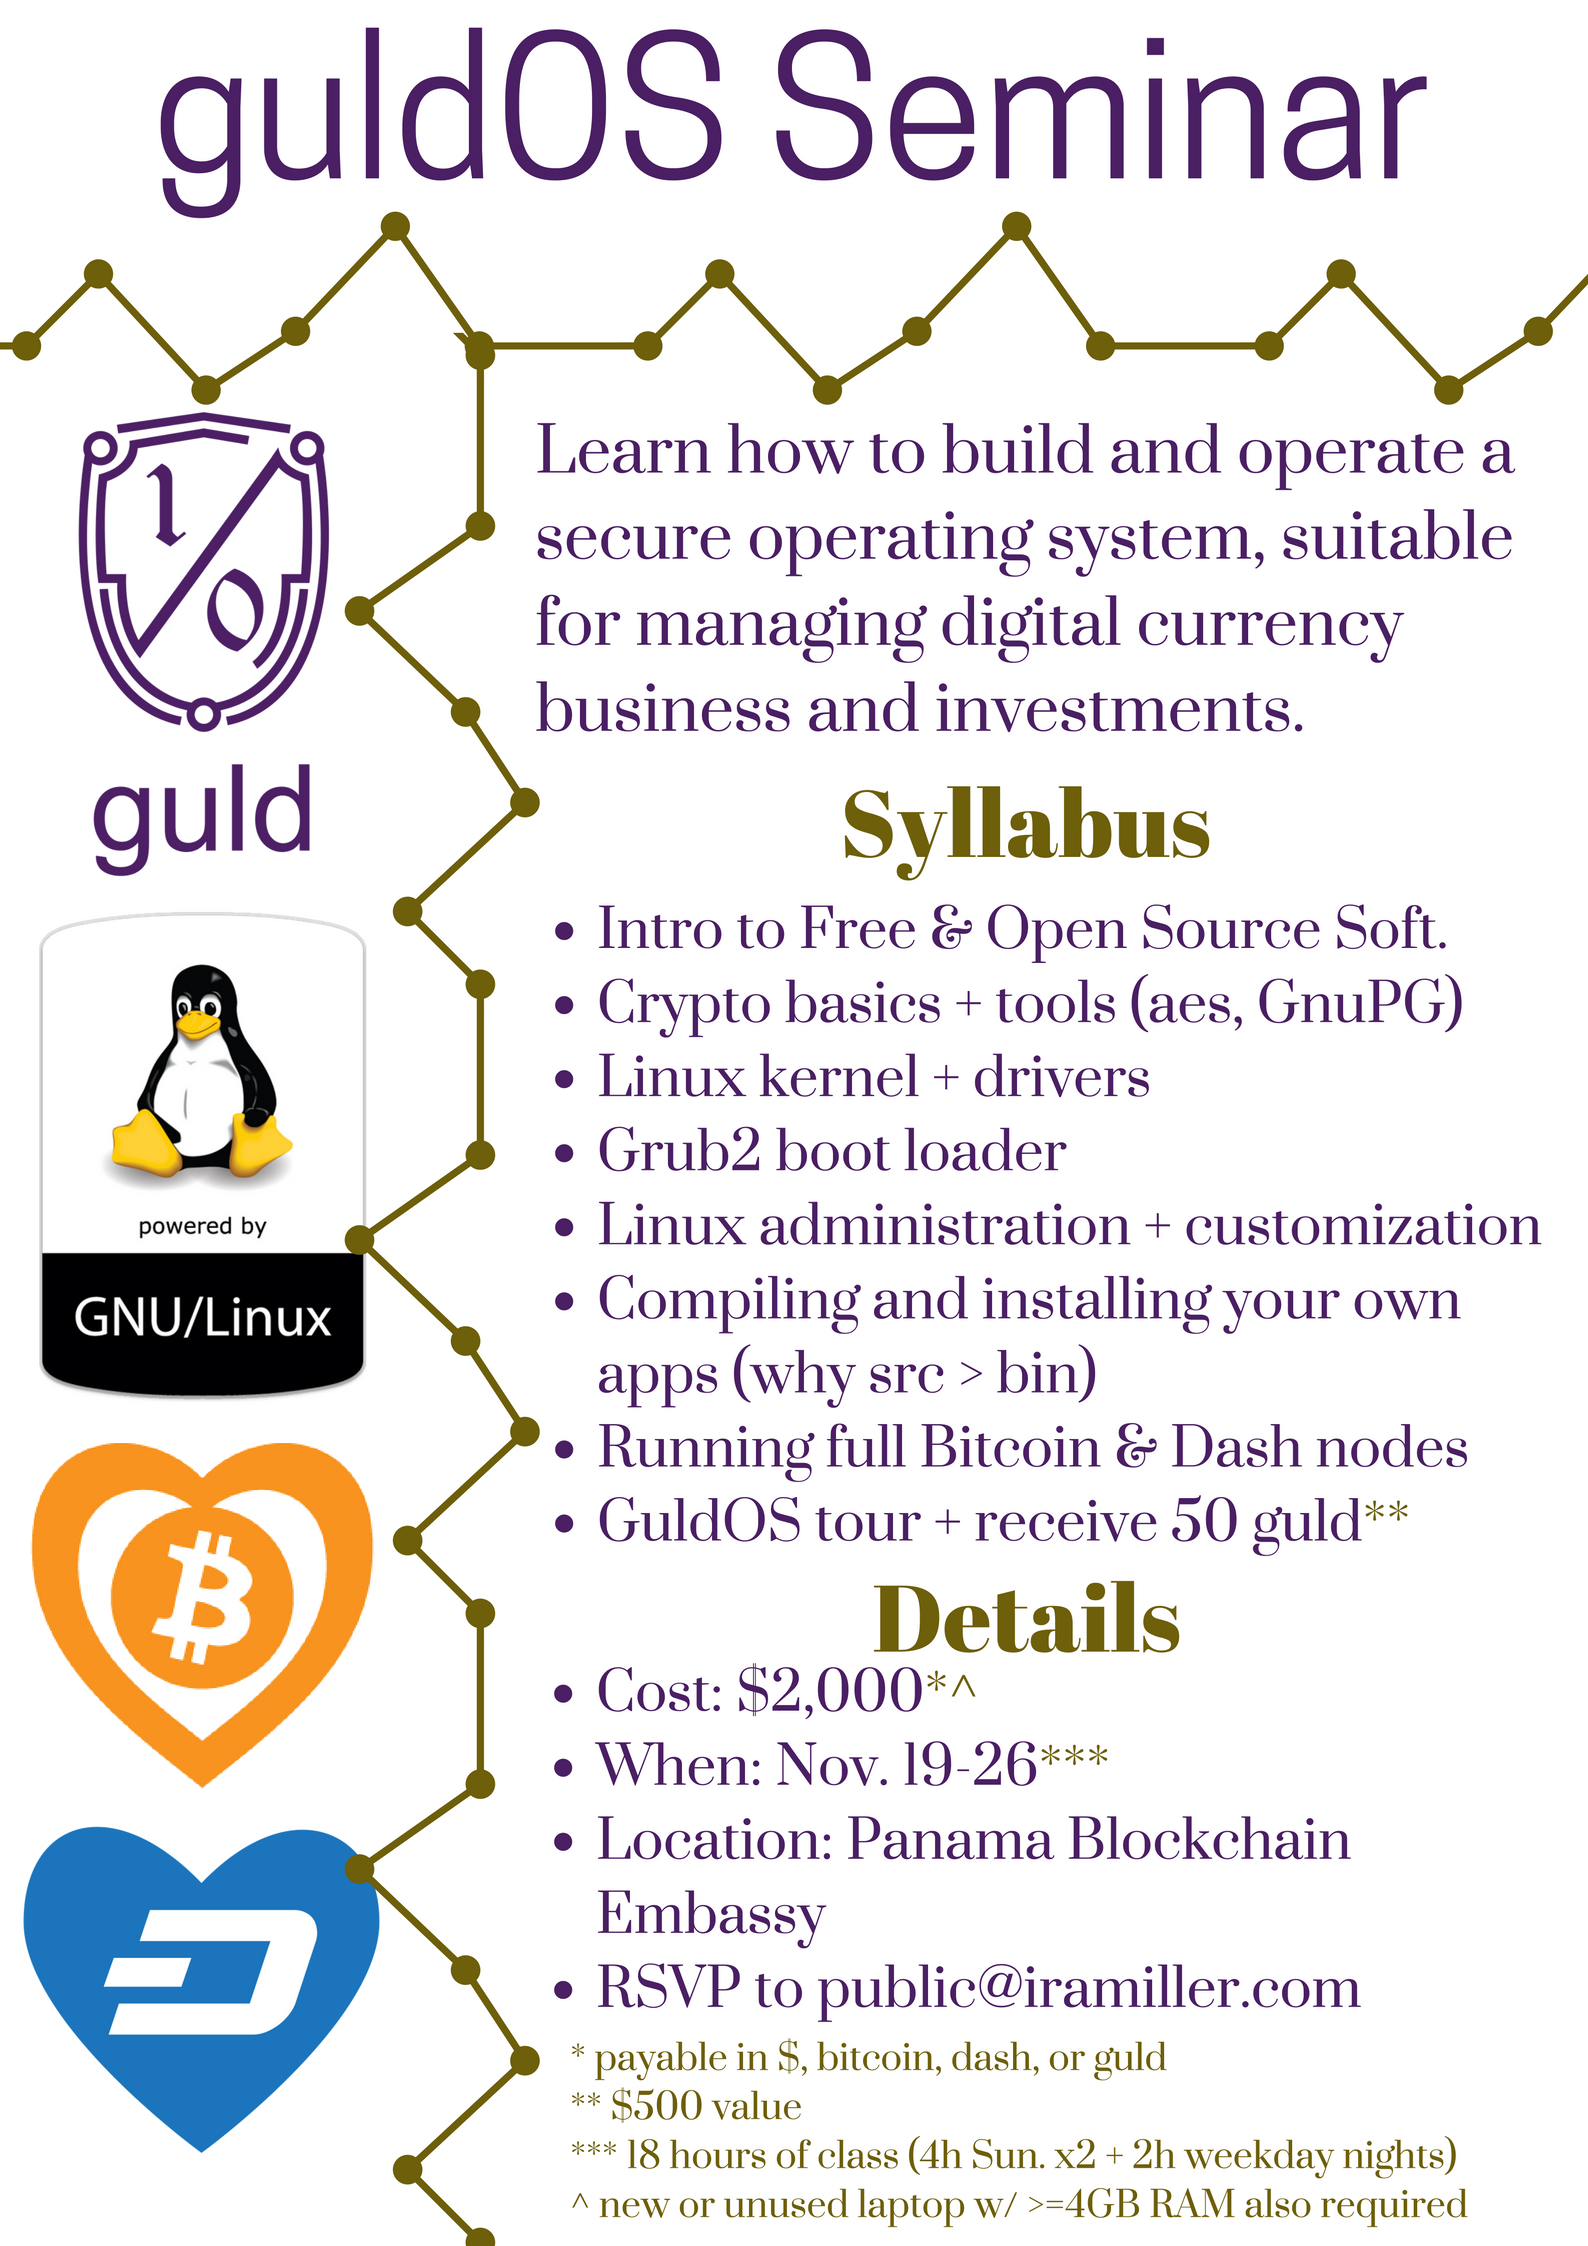 guldOS Seminar
1
0
guld
powered by
GNU/Linux
Learn how to build and operate a
secure operating system, suitable
for managing digital currency
business and investments.
Syllabus
• Intro to Free & Open Source Soft.
• Crypto basics + tools (aes, GnuPG)
• Linux kernel + drivers
• Grub2 boot loader
• Linux administration + customization
• Compiling and installing your own
apps (why src > bin)
• Running full Bitcoin & Dash nodes
• GuldOS tour + receive 50 guld**
Details
• Cost: $2,000*^
• When: Nov. 19-26***
• Location: Panama Blockchain
Embassy
• RSVP to public@iramiller.com
* payable in $, bitcoin, dash, or guld
** $500 value
*** 18 hours of class (4h Sun. x2 + 2h weekday nights)
^ new or unused laptop w/ >=4GB RAM also required